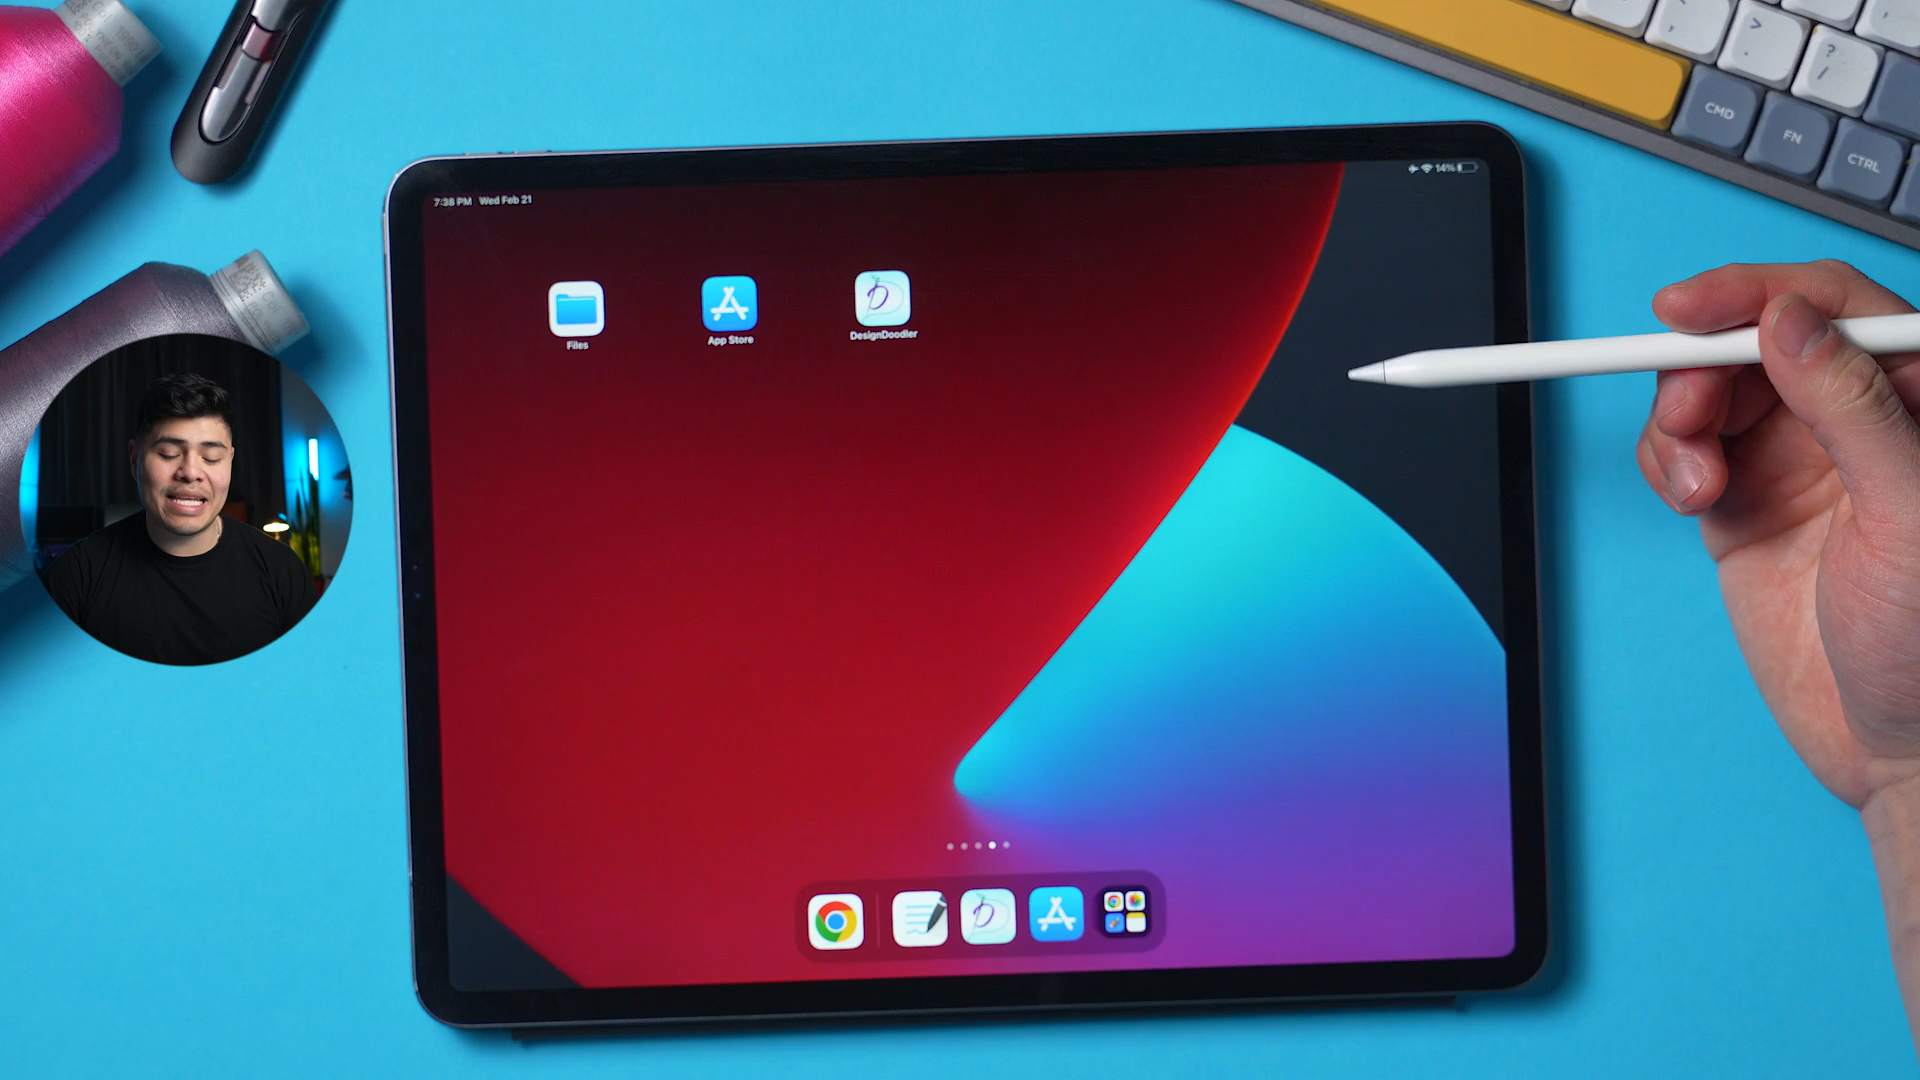 7:38 PM Wed Feb 21
14%
Files
App Store
DesignDoodler
CMD
FN
CTRL
?
/
>
.